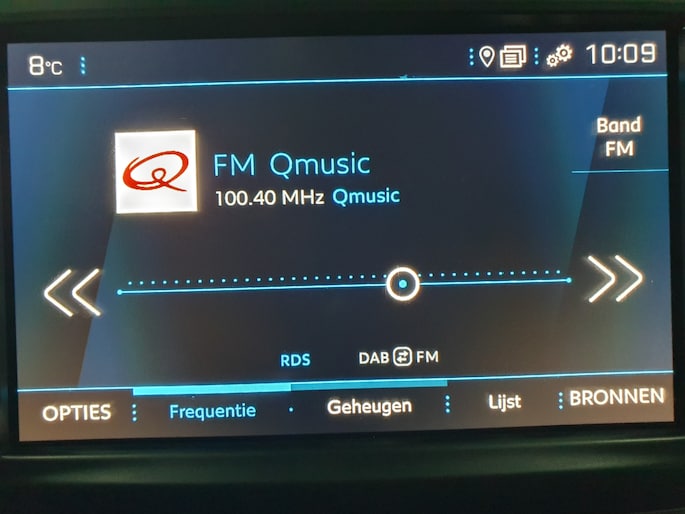 8°C
10:09
Band
FM
FM Qmusic
100.40 MHz Qmusic
RDS
DAB FM
OPTIES Frequentie Geheugen Lijst BRONNEN